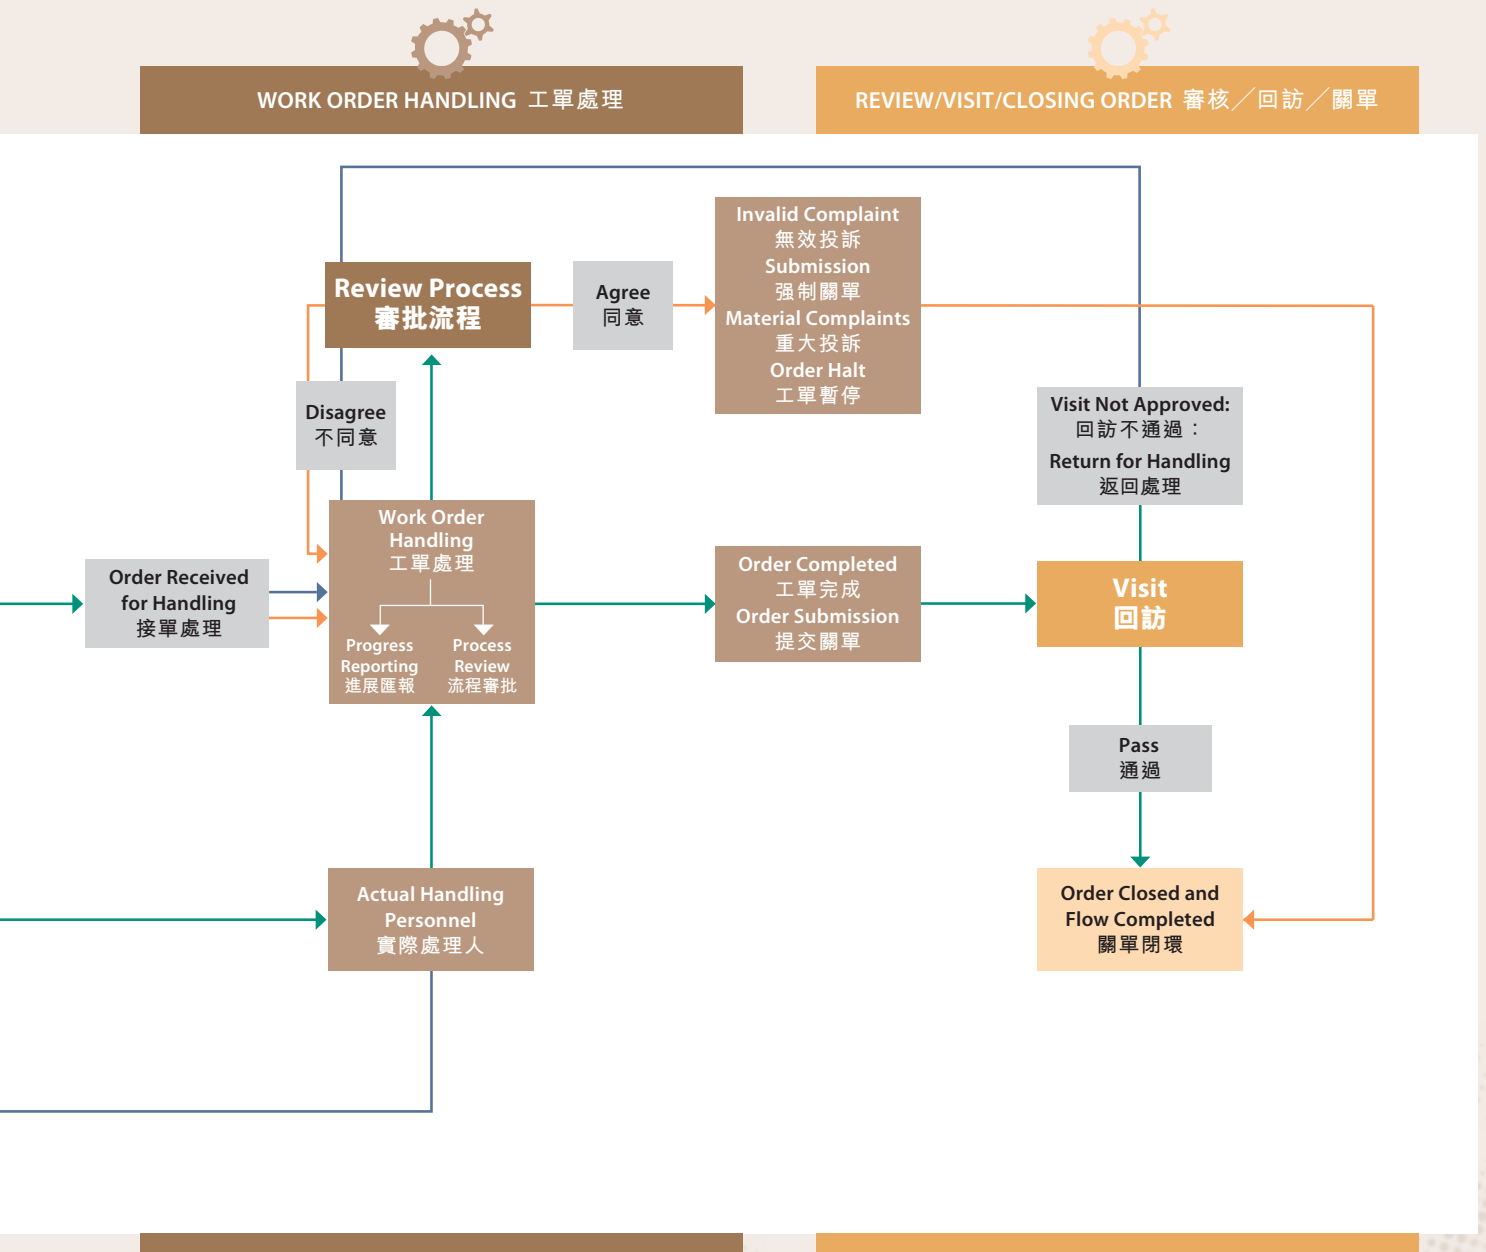 WORK ORDER HANDLING 工單處理
REVIEW/VISIT/CLOSING ORDER 審核／回訪／關單
Invalid Complaint
無效投訴
Submission
强制關單
Material Complaints
重大投訴
Order Halt
工單暫停
Review Process
審批流程
Agree
同意
Disagree
不同意
Visit Not Approved:
回訪不通過：
Return for Handling
返回處理
Work Order
Handling
工單處理
Progress
Reporting
進展匯報
Process
Review
流程審批
Order Received
for Handling
接單處理
Order Completed
工單完成
Order Submission
提交關單
Visit
回訪
Pass
通過
Actual Handling
Personnel
實際處理人
Order Closed and
Flow Completed
關單閉環